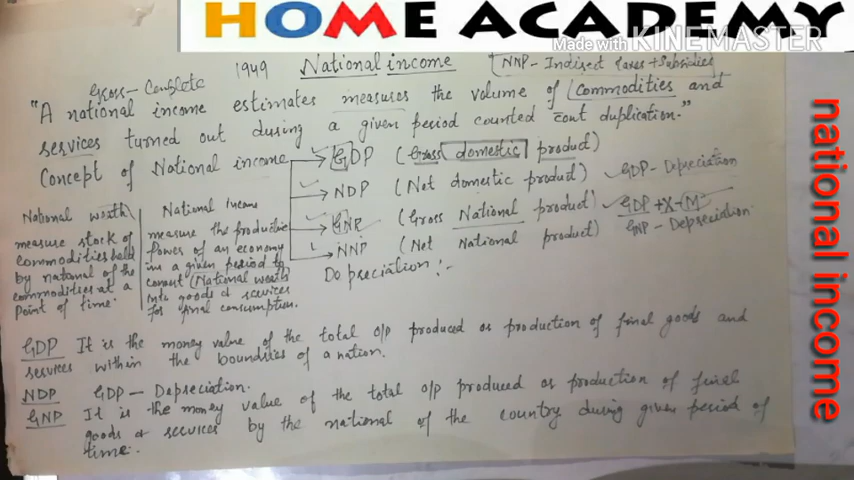 HOME ACADEMY
Made with KINEMASTER
1949 National income
NNP - Indirect taxes + Subsidies
Gross - Complete
"A national income estimates measures the volume of commodities and
services turned out during a given period counted cout duplication."
Concept of National income
GDP (Gross domestic product)
NDP (Net domestic product) GDP - Depreciation
GNP (Gross National product) GDP + X - M
NNP (Net National product) GNP - Depreciation
Depreciation :-
National worth
measure stock of
commodities held
by national of the
commodities at a
Point of time.
National Income
measure the productive
Power of an economy
in a given period to
convert (National worth
into goods & services
for final consumption.
GDP It is the money value of the total o/p produced or production of final goods and
services within the boundries of a nation.
NDP GDP - Depreciation.
GNP It is the money value of the total o/p produced or production of final
goods & services by the national of the country during given period of
time.
national income